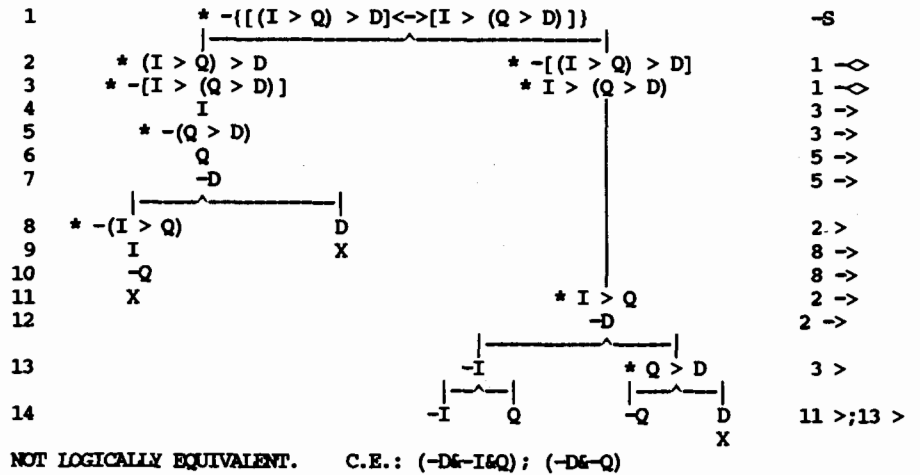 1 * -{[(I > Q) > D]<->[I > (Q > D)]} -S
2 * (I > Q) > D * -[(I > Q) > D] 1 -<>
3 * -[I > (Q > D)] * I > (Q > D) 1 -<>
4 I 3 ->
5 * -(Q > D) 3 ->
6 Q 5 ->
7 -D 5 ->
8 * -(I > Q) D 2 >
9 I X 8 ->
10 -Q 8 ->
11 X * I > Q 2 ->
12 -D 2 ->
13 -I * Q > D 3 >
14 -I Q -Q D 11 >;13 >
X
NOT LOGICALLY EQUIVALENT. C.E.: (-D&-I&Q); (-D&-Q)